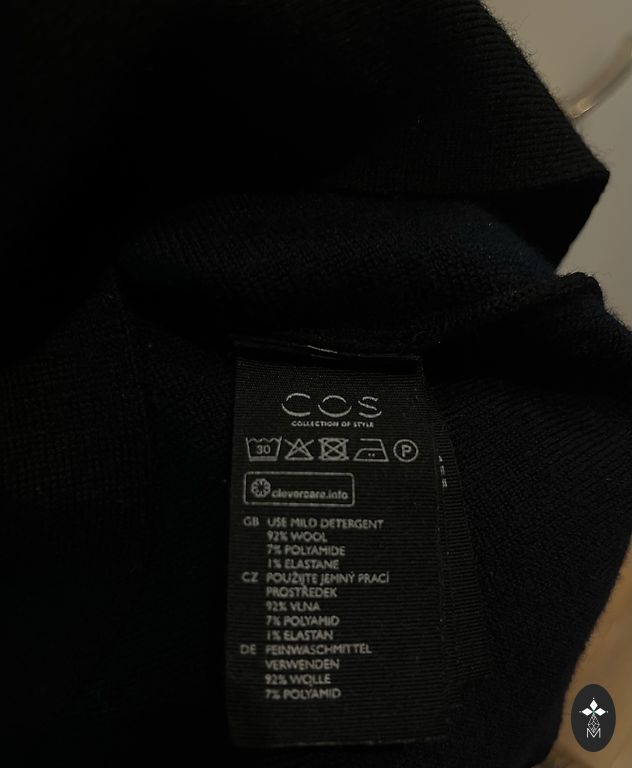 COS
COLLECTION OF STYLE
30 P
clevercare.info
GB USE MILD DETERGENT
92% WOOL
7% POLYAMIDE
1% ELASTANE
CZ POUŽIJTE JEMNÝ PRACÍ
PROSTŘEDEK
92% VLNA
7% POLYAMID
1% ELASTAN
DE FEINWASCHMITTEL
VERWENDEN
92% WOLLE
7% POLYAMID
M